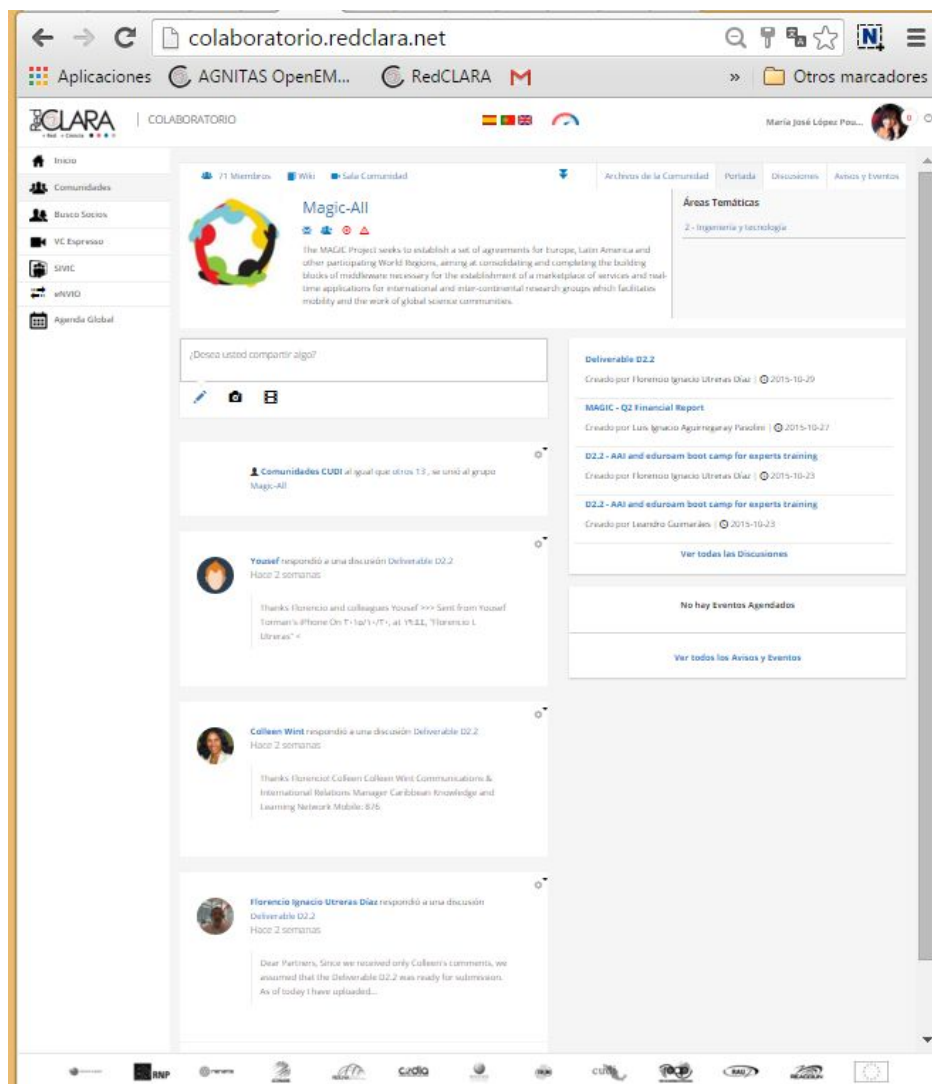 colaboratorio.redclara.net
Aplicaciones
AGNITAS OpenEM...
RedCLARA
»
Otros marcadores
CLARA
COLABORATORIO
María José López Pou...
0
Inicio
Comunidades
Busco Socios
VC Espresso
SIVIC
eNVIO
Agenda Global
71 Miembros
Wiki
Sala Comunidad
Archivos de la Comunidad
Portada
Discusiones
Avisos y Eventos
Magic-All
The MAGIC Project seeks to establish a set of agreements for Europe, Latin America and
other participating World Regions, aiming at consolidating and completing the building
blocks of middleware necessary for the establishment of a marketplace of services and real-
time applications for international and inter-continental research groups which facilitates
mobility and the work of global science communities.
Áreas Temáticas
2 - Ingeniería y tecnología
¿Desea usted compartir algo?
Comunidades CUDI al igual que otros 13 , se unió al grupo
Magic-All
Yousef respondió a una discusión Deliverable D2.2
Hace 2 semanas
Thanks Florencio and colleagues Yousef >>> Sent from Yousef
Torman's iPhone On ٢٠١٥/١٠/٣٠, at ١٩:٤٤, "Florencio I.
Utreras" <
Colleen Wint respondió a una discusión Deliverable D2.2
Hace 2 semanas
Thanks Florencio! Colleen Colleen Wint Communications &
International Relations Manager Caribbean Knowledge and
Learning Network Mobile: 876.
Florencio Ignacio Utreras Díaz respondió a una discusión
Deliverable D2.2
Hace 2 semanas
Dear Partners, Since we received only Colleen's comments, we
assumed that the Deliverable D2.2 was ready for submission.
As of today I have uploaded...
Deliverable D2.2
Creado por Florencio Ignacio Utreras Díaz | 2015-10-29
MAGIC - Q2 Financial Report
Creado por Luis Ignacio Aguirregaray Pasolini | 2015-10-27
D2.2 - AAI and eduroam boot camp for experts training
Creado por Florencio Ignacio Utreras Díaz | 2015-10-23
D2.2 - AAI and eduroam boot camp for experts training
Creado por Leandro Guimarães | 2015-10-23
Ver todas las Discusiones
No hay Eventos Agendados
Ver todos los Avisos y Eventos
RNP
cedia
cudi
RAU
REACCIUN